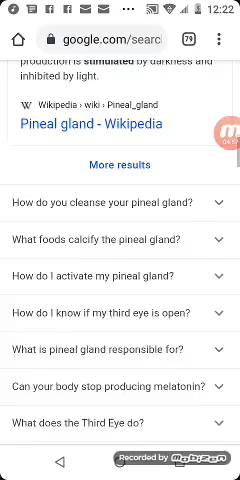 12:22
google.com/searc
79
production is stimulated by darkness and
inhibited by light.
W Wikipedia › wiki › Pineal_gland
Pineal gland - Wikipedia
04:57
More results
How do you cleanse your pineal gland?
What foods calcify the pineal gland?
How do I activate my pineal gland?
How do I know if my third eye is open?
What is pineal gland responsible for?
Can your body stop producing melatonin?
What does the Third Eye do?
Recorded by mobizen